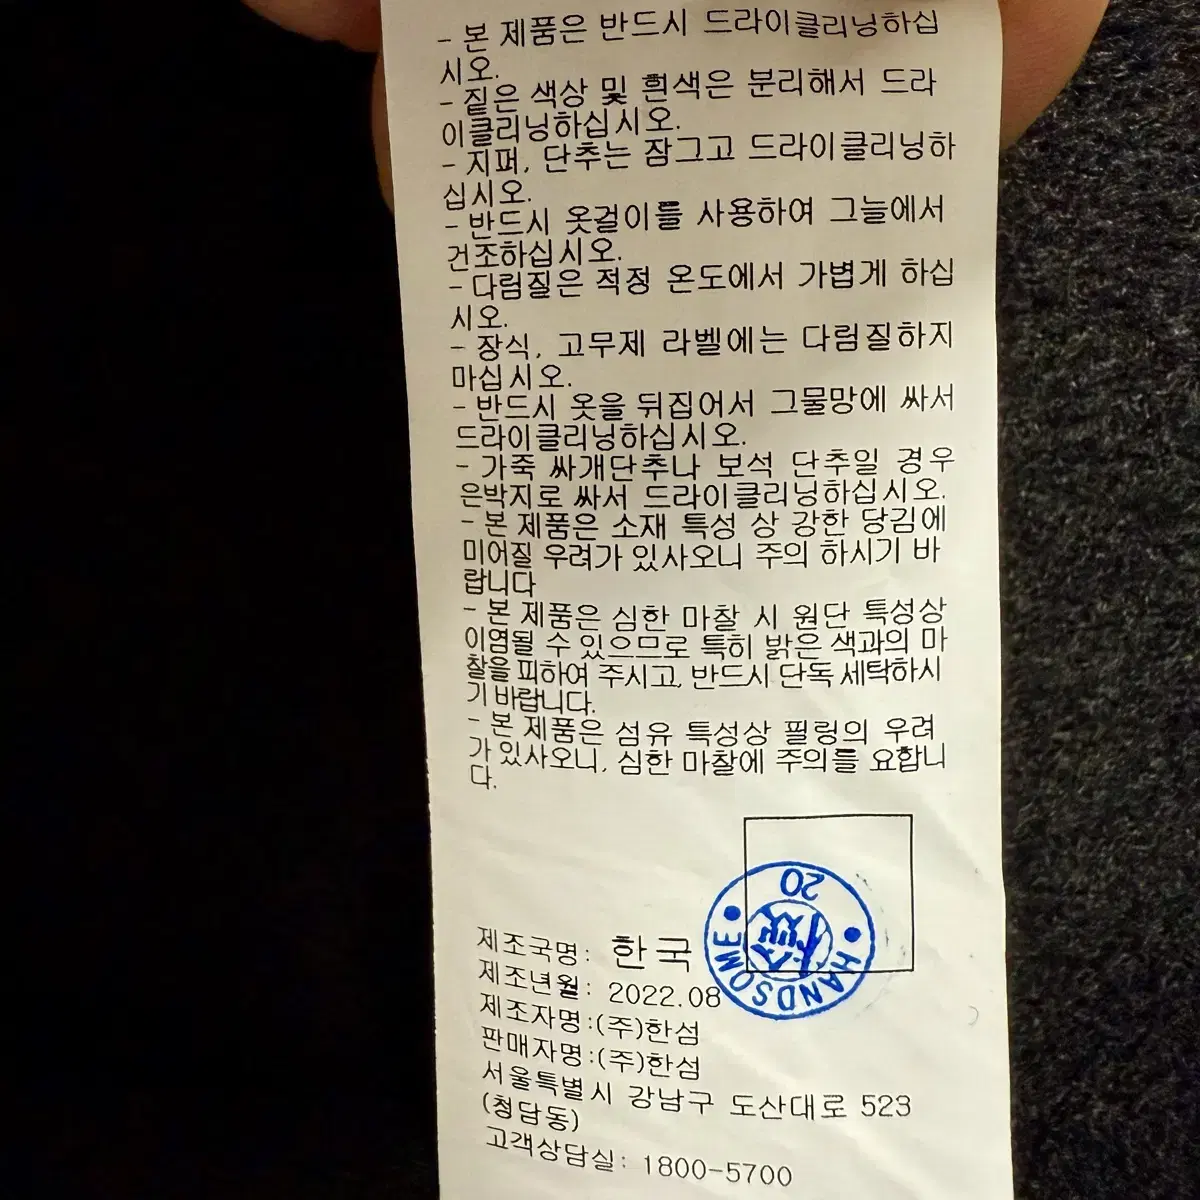 - 본 제품은 반드시 드라이클리닝하십
시오.
- 짙은 색상 및 흰색은 분리해서 드라
이클리닝하십시오.
- 지퍼, 단추는 잠그고 드라이클리닝하
십시오.
- 반드시 옷걸이를 사용하여 그늘에서
건조하십시오.
- 다림질은 적정 온도에서 가볍게 하십
시오.
- 장식, 고무제 라벨에는 다림질하지
마십시오.
- 반드시 옷을 뒤집어서 그물망에 싸서
드라이클리닝하십시오.
- 가죽 싸개단추나 보석 단추일 경우
은박지로 싸서 드라이클리닝하십시오.
- 본 제품은 소재 특성 상 강한 당김에
미어질 우려가 있사오니 주의 하시기 바
랍니다
- 본 제품은 심한 마찰 시 원단 특성상
이염될 수 있으므로 특히 밝은 색과의 마
찰을 피하여 주시고, 반드시 단독 세탁하시
기 바랍니다.
- 본 제품은 섬유 특성상 필링의 우려
가 있사오니, 심한 마찰에 주의를 요합니
다.
20
HANDSOME
제조국명: 한국
제조년월: 2022.08
제조자명:(주)한섬
판매자명:(주)한섬
서울특별시 강남구 도산대로 523
(청담동)
고객상담실: 1800-5700